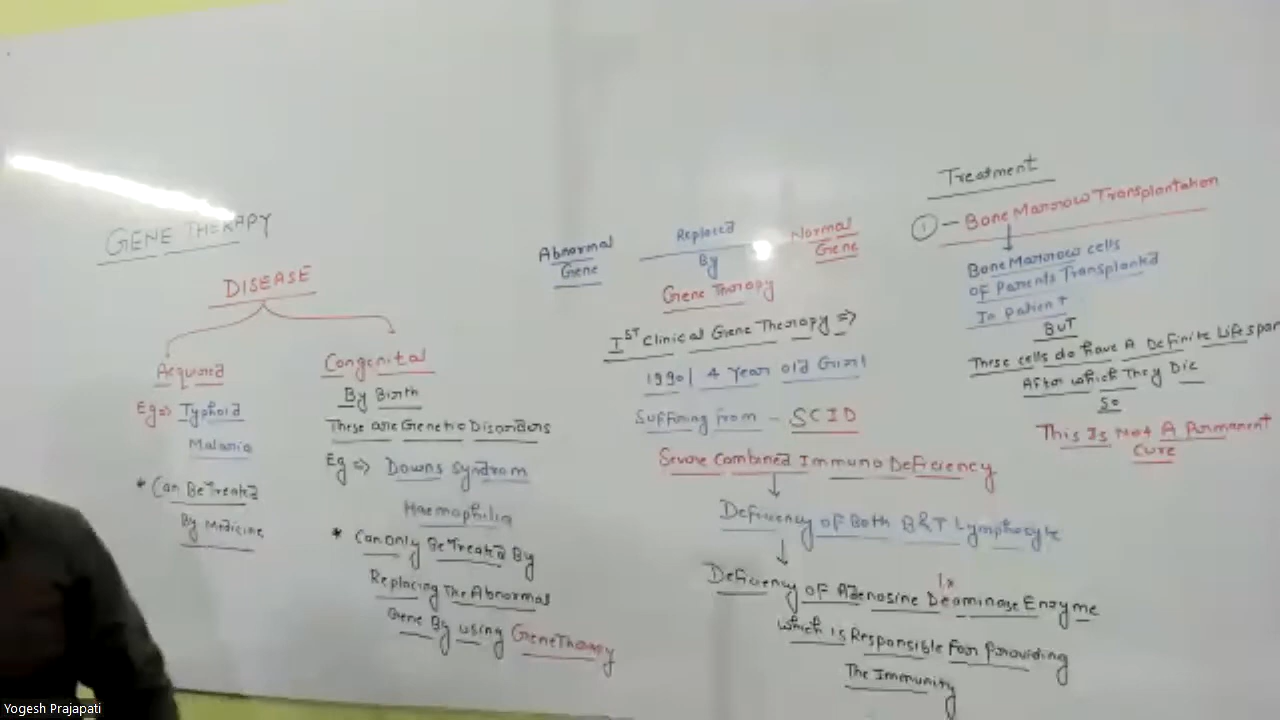 GENE THERAPY
DISEASE
Acquired
Eg => Typhoid
Malaria
* Can Be Treated
By Medicine
Congenital
By Birth
These are Genetic Disorders
Eg => Downs Syndrom
Haemophilia
* Can only Be Treated By
Replacing The Abnormal
Gene By using Gene Therapy
Abnormal Gene
Replaced By
Normal Gene
Gene Therapy
Ist Clinical Gene Therapy =>
1990 | 4 year old Girl
Suffering from - SCID
Severe Combined Immuno Deficiency
Deficiency of Both B & T Lymphocyte
Deficiency of Adenosine Deaminase Enzyme
which is Responsible For Providing
The Immunity
Treatment
① - Bone Marrow Transplantation
Bone Marrow cells
of Parents Transplanted
In patient
But
These cells do have A Definite Life span
After which They Die
So
This Is Not A Permanent
Cure
Yogesh Prajapati